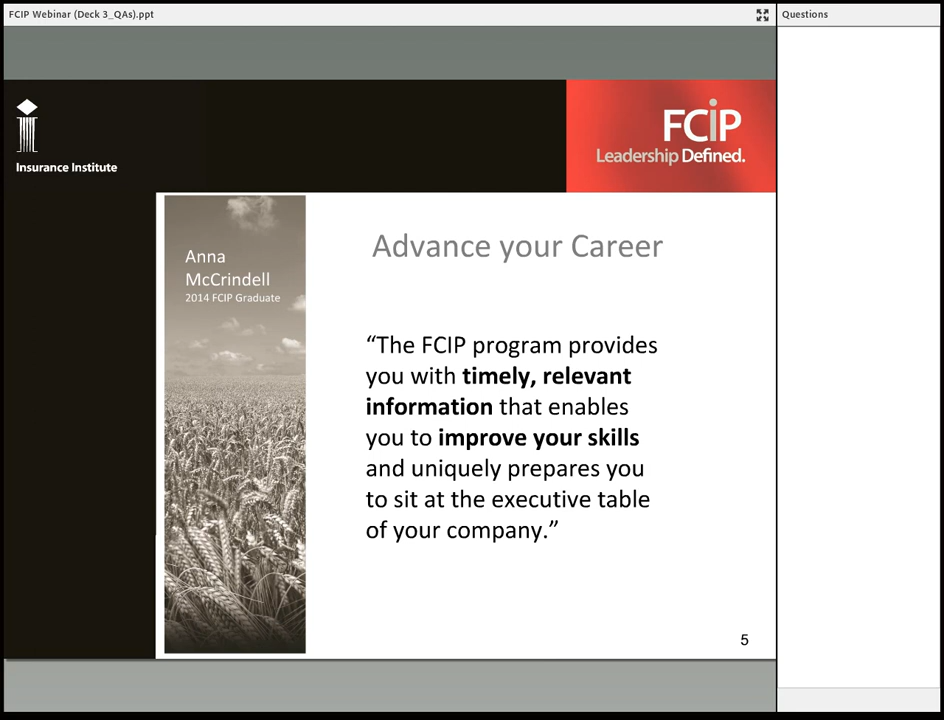 FCIP Webinar (Deck 3_QAs).ppt
Questions
Insurance Institute
FCiP
Leadership Defined.
Anna
McCrindell
2014 FCIP Graduate
Advance your Career
“The FCIP program provides
you with timely, relevant
information that enables
you to improve your skills
and uniquely prepares you
to sit at the executive table
of your company.”
5